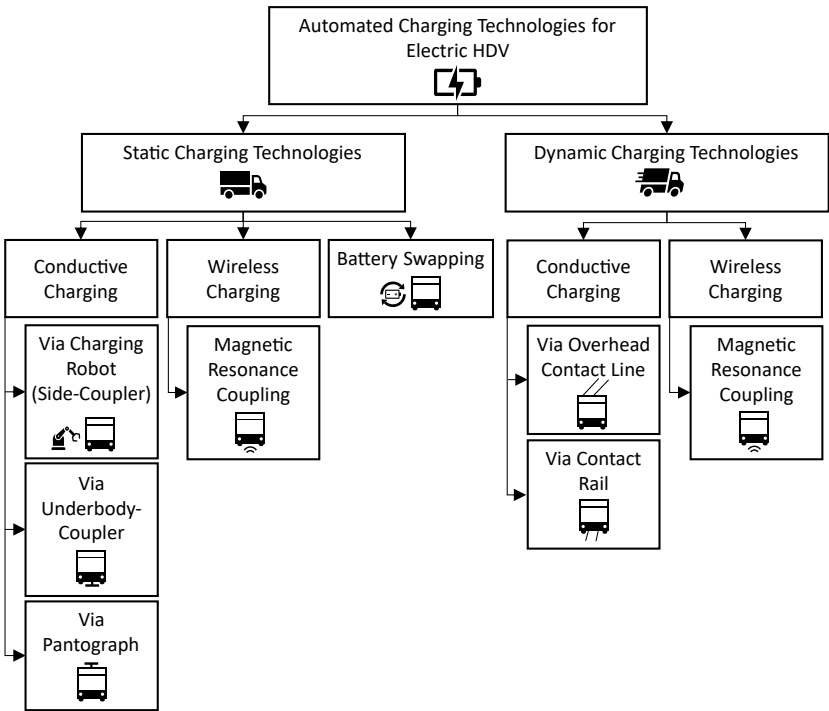 Automated Charging Technologies for
Electric HDV
Static Charging Technologies
Dynamic Charging Technologies
Conductive
Charging
Wireless
Charging
Battery Swapping
Conductive
Charging
Wireless
Charging
Via Charging
Robot
(Side-Coupler)
Magnetic
Resonance
Coupling
Via Overhead
Contact Line
Magnetic
Resonance
Coupling
Via
Underbody-
Coupler
Via Contact
Rail
Via
Pantograph